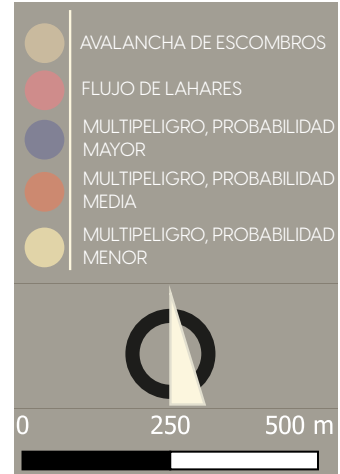 AVALANCHA DE ESCOMBROS
FLUJO DE LAHARES
MULTIPELIGRO, PROBABILIDAD
MAYOR
MULTIPELIGRO, PROBABILIDAD
MEDIA
MULTIPELIGRO, PROBABILIDAD
MENOR
0 250 500 m